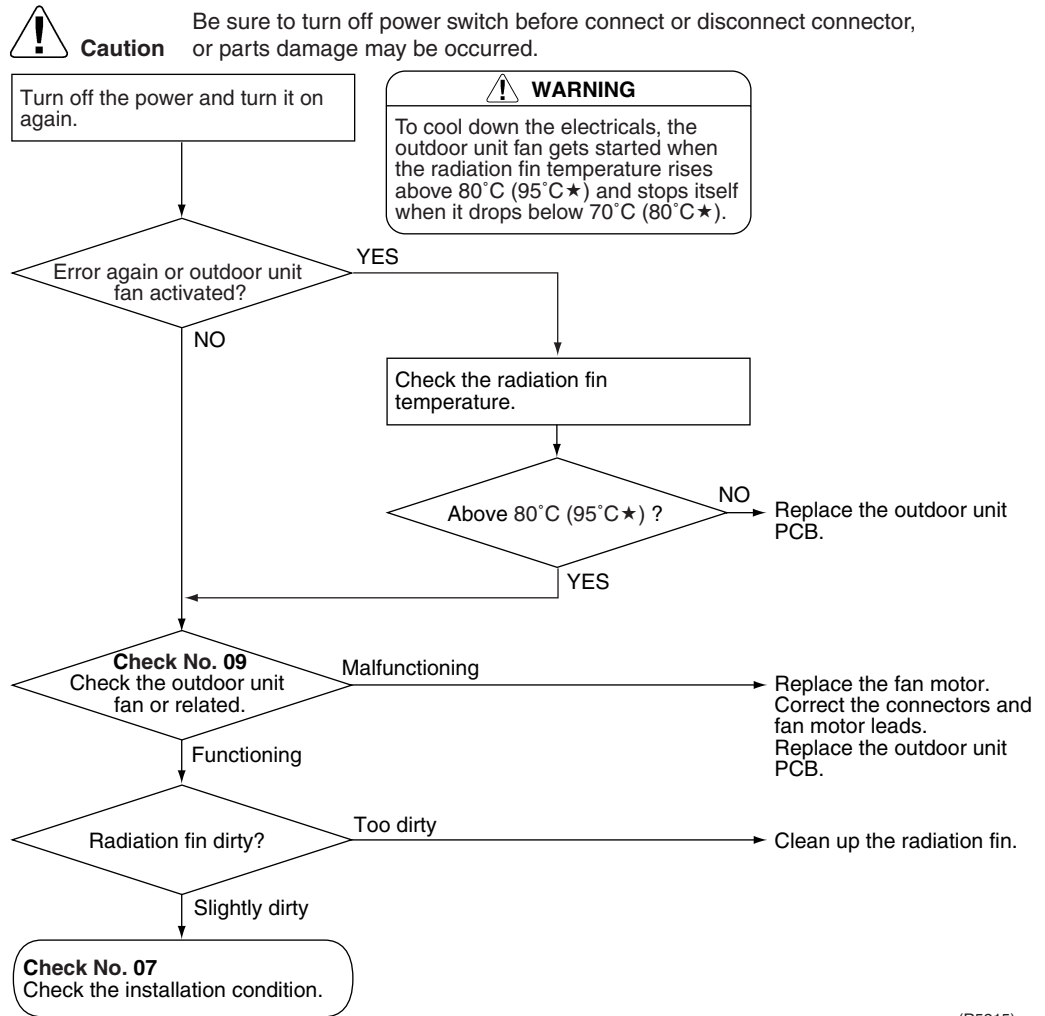 Be sure to turn off power switch before connect or disconnect connector,
Caution or parts damage may be occurred.
Turn off the power and turn it on
again.
WARNING
To cool down the electricals, the
outdoor unit fan gets started when
the radiation fin temperature rises
above 80˚C (95˚C★) and stops itself
when it drops below 70˚C (80˚C★).
Error again or outdoor unit
fan activated?
YES
NO
Check the radiation fin
temperature.
Above 80˚C (95˚C★) ?
NO
Replace the outdoor unit
PCB.
YES
Check No. 09
Check the outdoor unit
fan or related.
Malfunctioning
Replace the fan motor.
Correct the connectors and
fan motor leads.
Replace the outdoor unit
PCB.
Functioning
Radiation fin dirty?
Too dirty
Clean up the radiation fin.
Slightly dirty
Check No. 07
Check the installation condition.